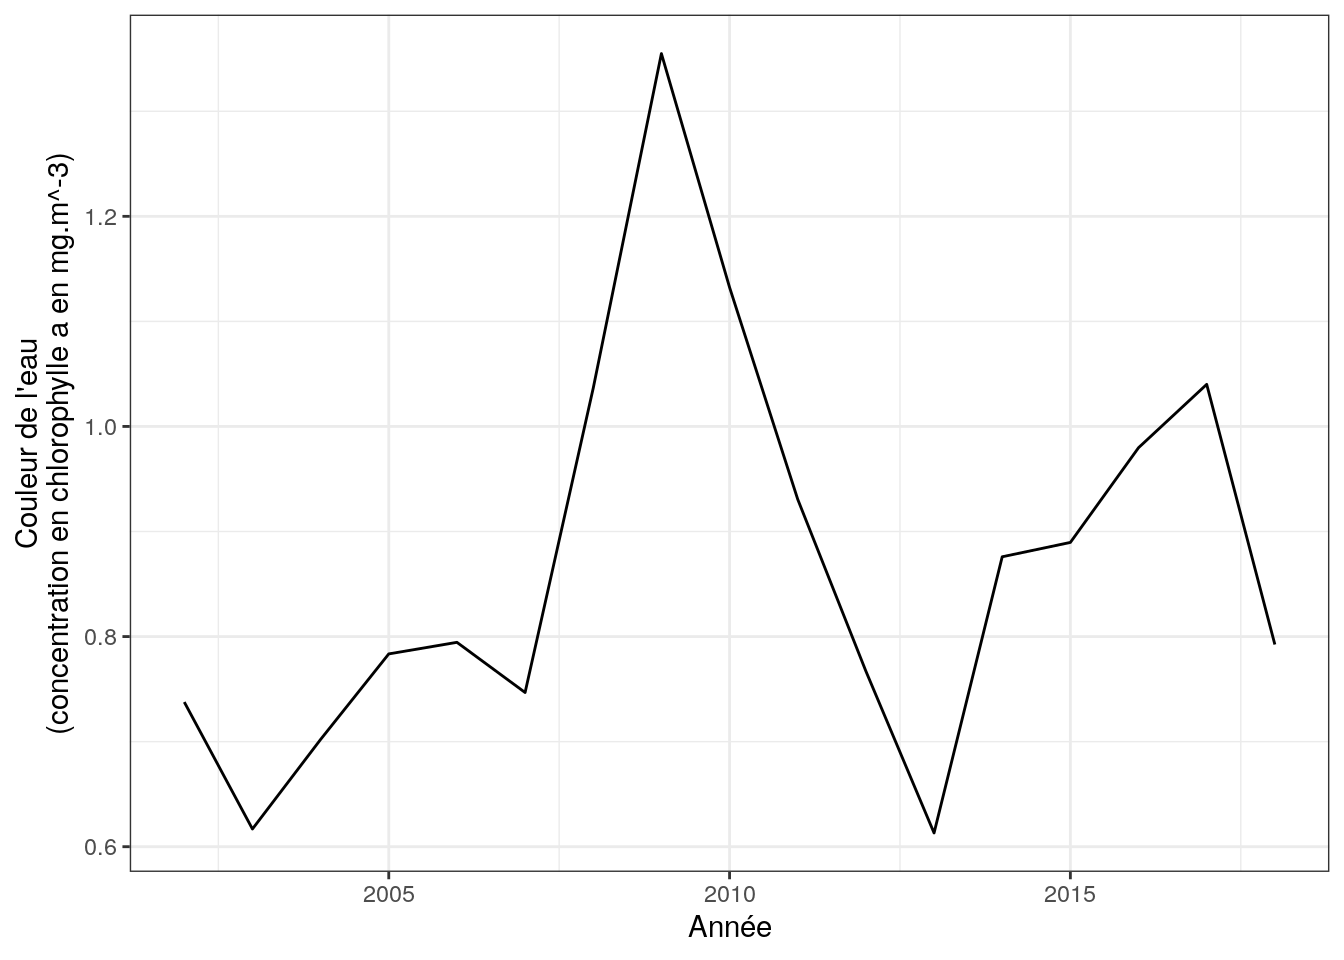 Couleur de l'eau
(concentration en chlorophylle a en mg.m^-3)
1.2
1.0
0.8
0.6
2005 2010 2015
Année